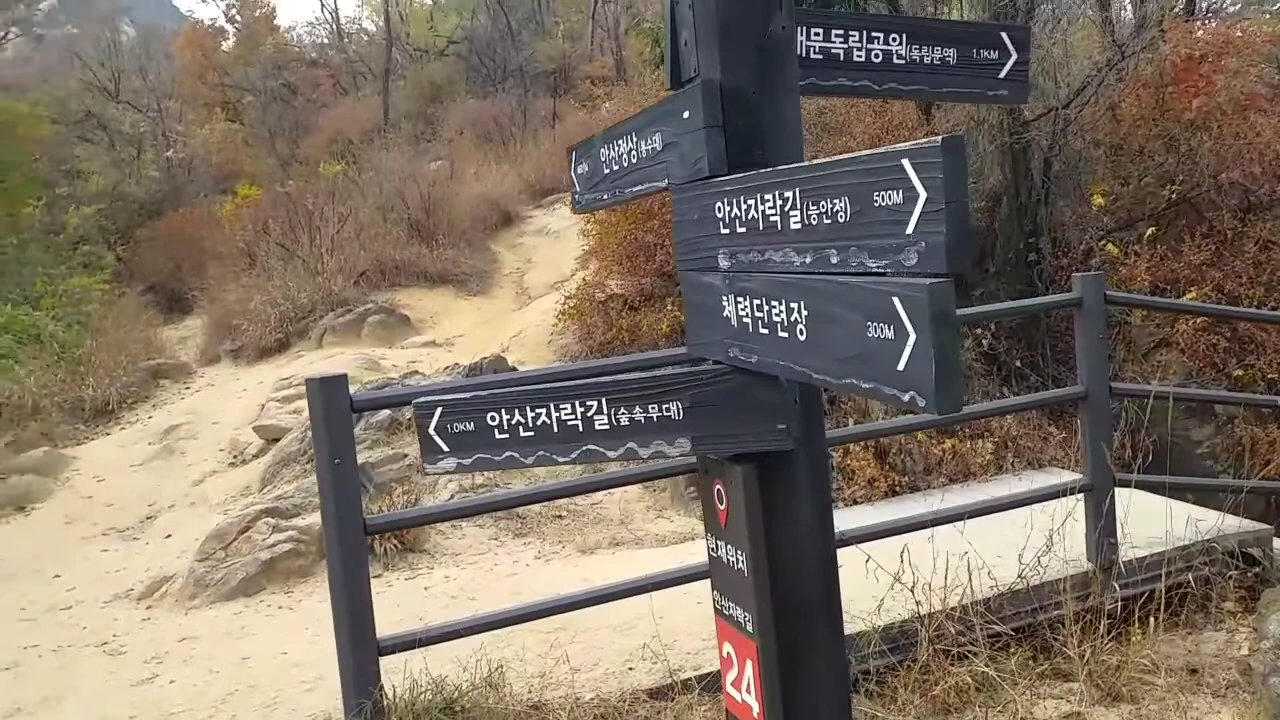 대문독립공원(독립문역) 1.1KM
안산정상(봉수대)
안산자락길(능안정) 500M
체력단련장 300M
1.0KM 안산자락길(숲속무대)
현재위치
안산자락길
24